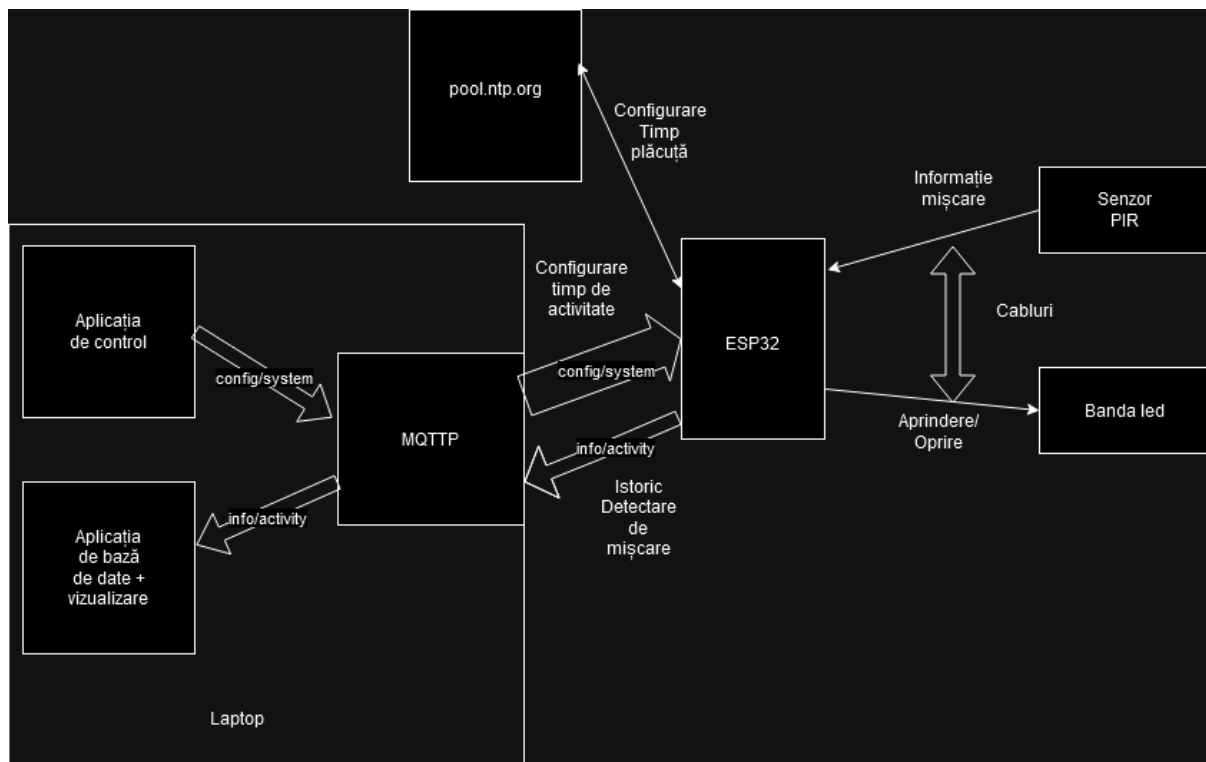 pool.ntp.org
Configurare
Timp
plăcuță
Informație
mișcare
Senzor
PIR
Aplicația
de control
config/system
Configurare
timp de
activitate
config/system
MQTTP
ESP32
Cabluri
Banda led
Aprindere/
Oprire
info/activity
Istoric
Detectare
de
mișcare
info/activity
Aplicația
de bază
de date +
vizualizare
Laptop